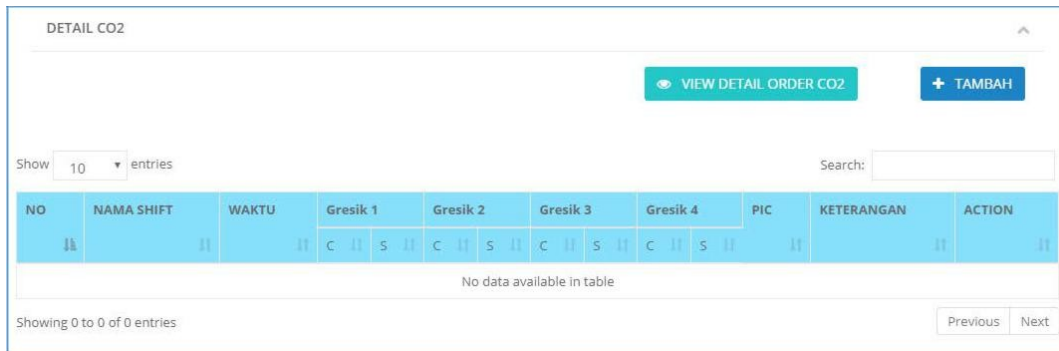 DETAIL CO2
VIEW DETAIL ORDER CO2 + TAMBAH
Show 10 entries Search:
NO NAMA SHIFT WAKTU Gresik 1 Gresik 2 Gresik 3 Gresik 4 PIC KETERANGAN ACTION
C S C S C S C S
No data available in table
Showing 0 to 0 of 0 entries Previous Next